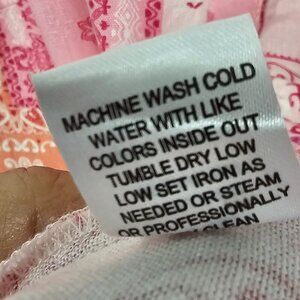 MACHINE WASH COLD
WATER WITH LIKE
COLORS INSIDE OUT
TUMBLE DRY LOW
LOW SET IRON AS
NEEDED OR STEAM
OR PROFESSIONALLY
CLEAN